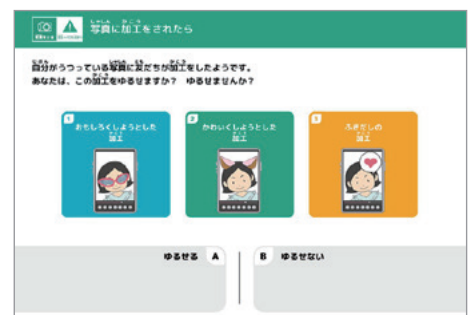 写真に加工をされたら
自分がうつっている写真に友だちが加工をしたようです。
あなたは、この加工をゆるせますか？　ゆるせませんか？
1
おもしろくしようとした
加工
2
かわいくしようとした
加工
3
ふきだしの
加工
ゆるせる A
B ゆるせない